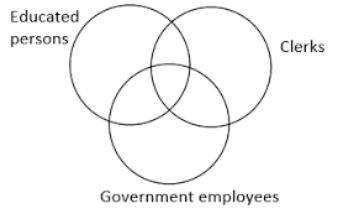 Educated
persons
Clerks
Government employees